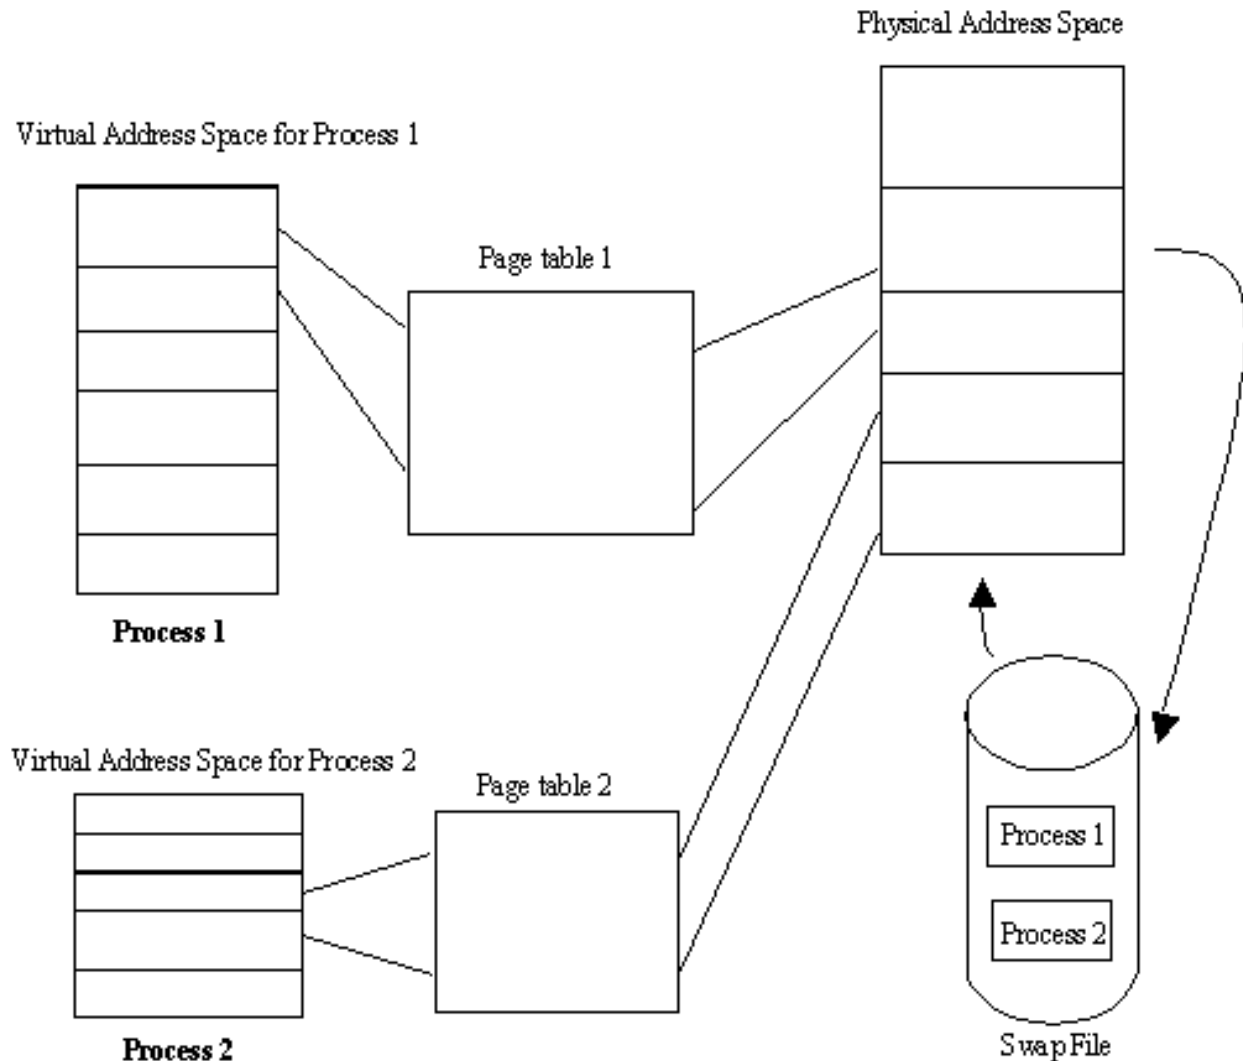 Physical Address Space
Virtual Address Space for Process 1
Page table 1
Process 1
Virtual Address Space for Process 2
Page table 2
Process 1
Process 2
Process 2
Swap File